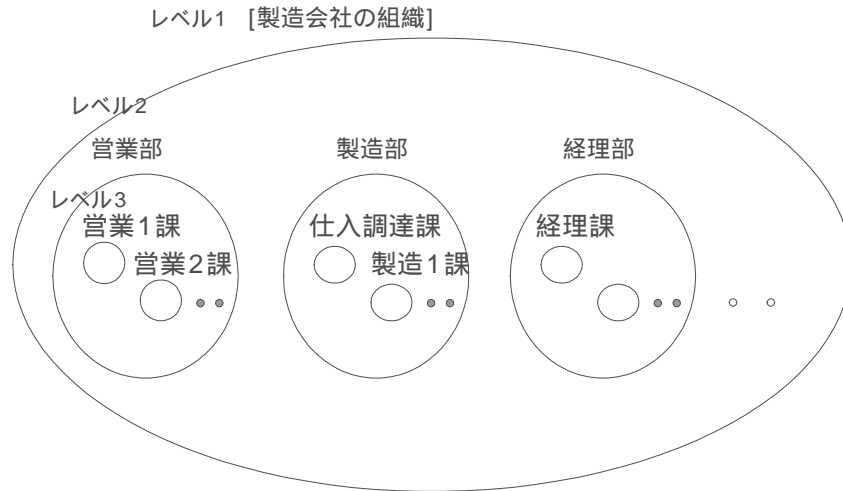 レベル1 [製造会社の組織]
レベル2
営業部 製造部 経理部
レベル3
営業1課 仕入調達課 経理課
営業2課 製造1課